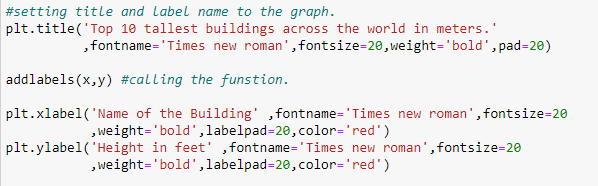 #setting title and label name to the graph.
plt.title('Top 10 tallest buildings across the world in meters.'
,fontname='Times new roman',fontsize=20,weight='bold',pad=20)
addlabels(x,y) #calling the funstion.
plt.xlabel('Name of the Building' ,fontname='Times new roman',fontsize=20
,weight='bold',labelpad=20,color='red')
plt.ylabel('Height in feet' ,fontname='Times new roman',fontsize=20
,weight='bold',labelpad=20,color='red')